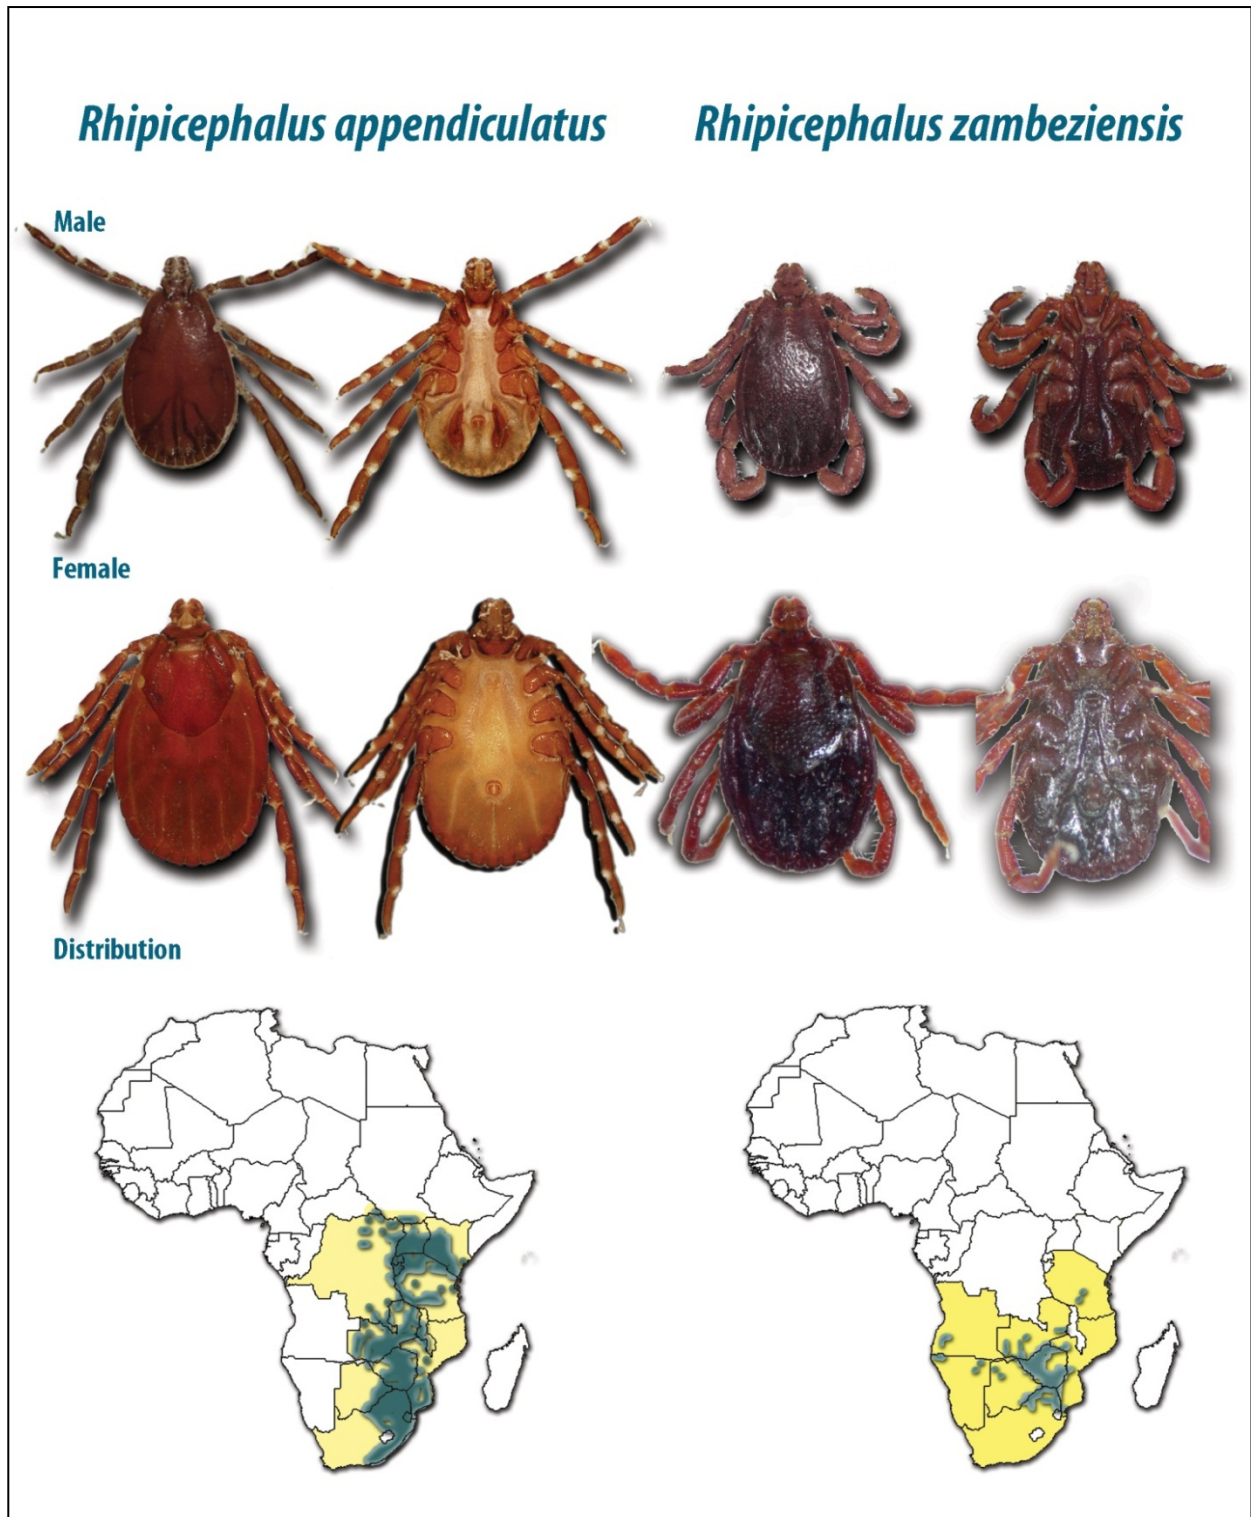 Rhipicephalus appendiculatus
Rhipicephalus zambeziensis
Male
Female
Distribution